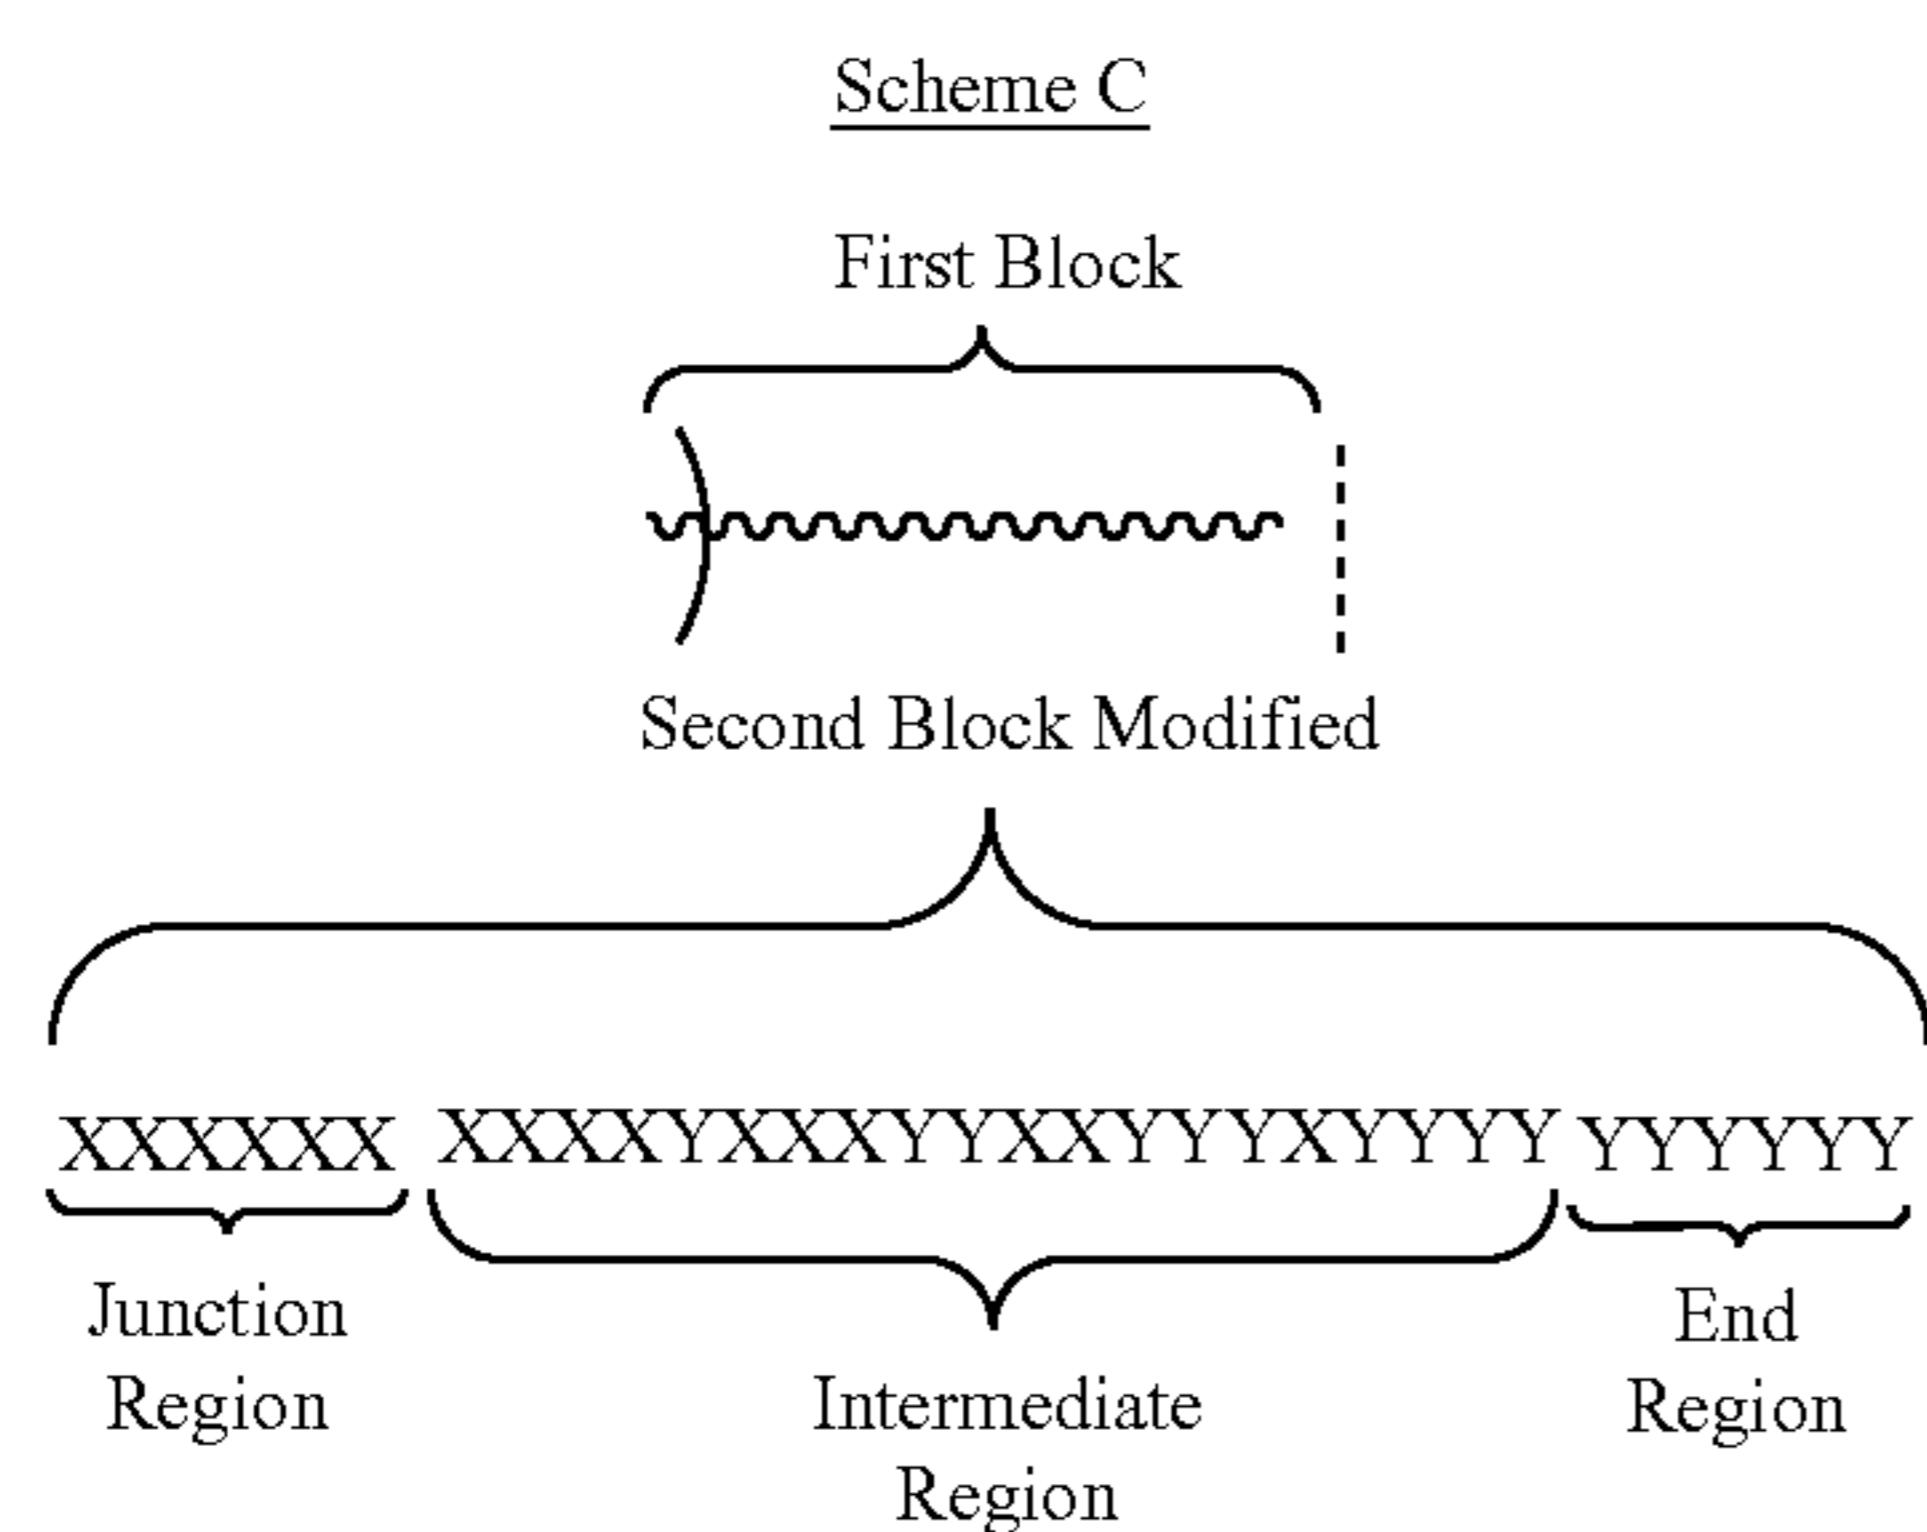 Scheme C
First Block
Second Block Modified
XXXXXX XXXXYXXXYYXXYYYXYYYY YYYYYY
Junction
Region
Intermediate
Region
End
Region